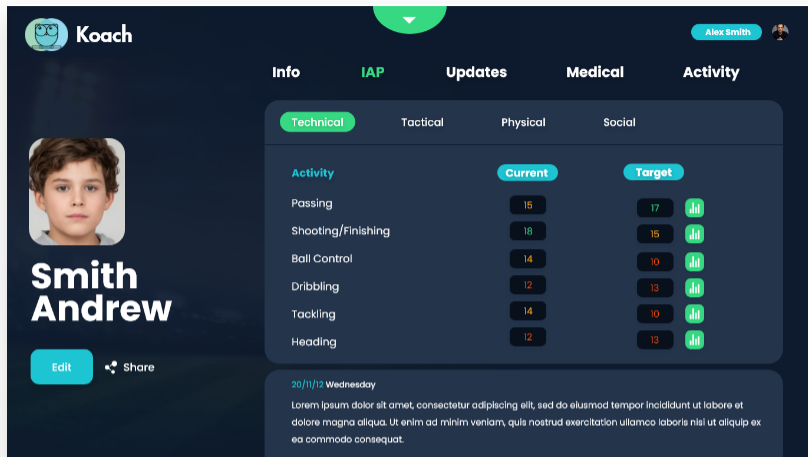 Koach
Alex Smith
Info IAP Updates Medical Activity
Technical Tactical Physical Social
Activity Current Target
Passing 15 17
Shooting/Finishing 18 15
Ball Control 14 10
Dribbling 12 13
Tackling 14 10
Heading 12 13
Smith
Andrew
Edit Share
20/11/12 Wednesday
Lorem ipsum dolor sit amet, consectetur adipiscing elit, sed do eiusmod tempor incididunt ut labore et
dolore magna aliqua. Ut enim ad minim veniam, quis nostrud exercitation ullamco laboris nisi ut aliquip ex
ea commodo consequat.